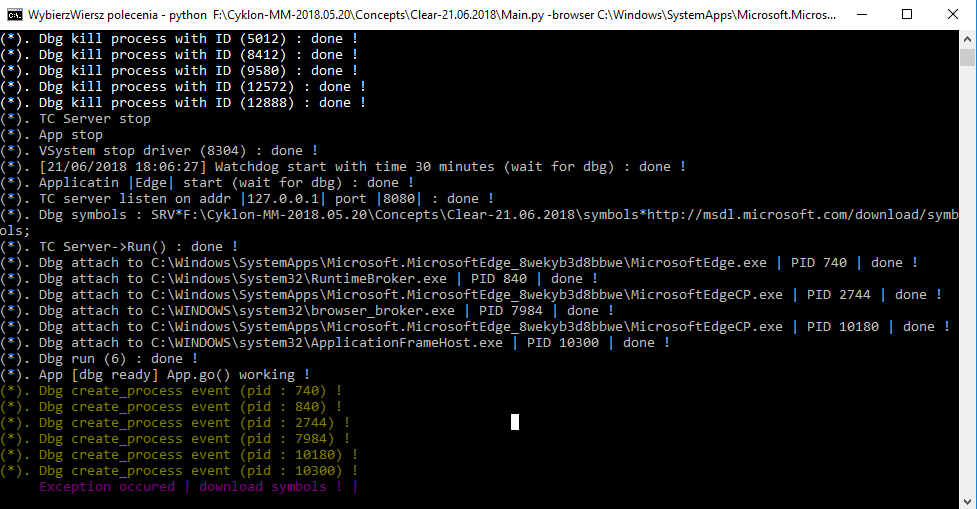 WybierzWiersz polecenia - python  F:\Cyklon-MM-2018.05.20\Concepts\Clear-21.06.2018\Main.py -browser C:\Windows\SystemApps\Microsoft.Micros...
(*). Dbg kill process with ID (5012) : done !
(*). Dbg kill process with ID (8412) : done !
(*). Dbg kill process with ID (9580) : done !
(*). Dbg kill process with ID (12572) : done !
(*). Dbg kill process with ID (12888) : done !
(*). TC Server stop
(*). App stop
(*). VSystem stop driver (8304) : done !
(*). [21/06/2018 18:06:27] Watchdog start with time 30 minutes (wait for dbg) : done !
(*). Applicatin |Edge| start (wait for dbg) : done !
(*). TC server listen on addr |127.0.0.1| port |8080| : done !
(*). Dbg symbols : SRV*F:\Cyklon-MM-2018.05.20\Concepts\Clear-21.06.2018\symbols*http://msdl.microsoft.com/download/symb
ols;
(*). TC Server->Run() : done !
(*). Dbg attach to C:\Windows\SystemApps\Microsoft.MicrosoftEdge_8wekyb3d8bbwe\MicrosoftEdge.exe | PID 740 | done !
(*). Dbg attach to C:\Windows\System32\RuntimeBroker.exe | PID 840 | done !
(*). Dbg attach to C:\Windows\SystemApps\Microsoft.MicrosoftEdge_8wekyb3d8bbwe\MicrosoftEdgeCP.exe | PID 2744 | done !
(*). Dbg attach to C:\WINDOWS\system32\browser_broker.exe | PID 7984 | done !
(*). Dbg attach to C:\Windows\SystemApps\Microsoft.MicrosoftEdge_8wekyb3d8bbwe\MicrosoftEdgeCP.exe | PID 10180 | done !
(*). Dbg attach to C:\WINDOWS\system32\ApplicationFrameHost.exe | PID 10300 | done !
(*). Dbg run (6) : done !
(*). App [dbg ready] App.go() working !
(*). Dbg create_process event (pid : 740) !
(*). Dbg create_process event (pid : 840) !
(*). Dbg create_process event (pid : 2744) !
(*). Dbg create_process event (pid : 7984) !
(*). Dbg create_process event (pid : 10180) !
(*). Dbg create_process event (pid : 10300) !
Exception occured | download symbols ! |